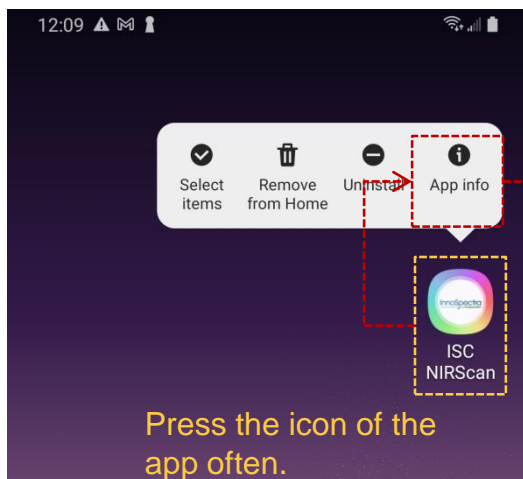 12:09
Select
items
Remove
from Home
Uninstall
App info
InnoSpectra
ISC
NIRScan
Press the icon of the
app often.